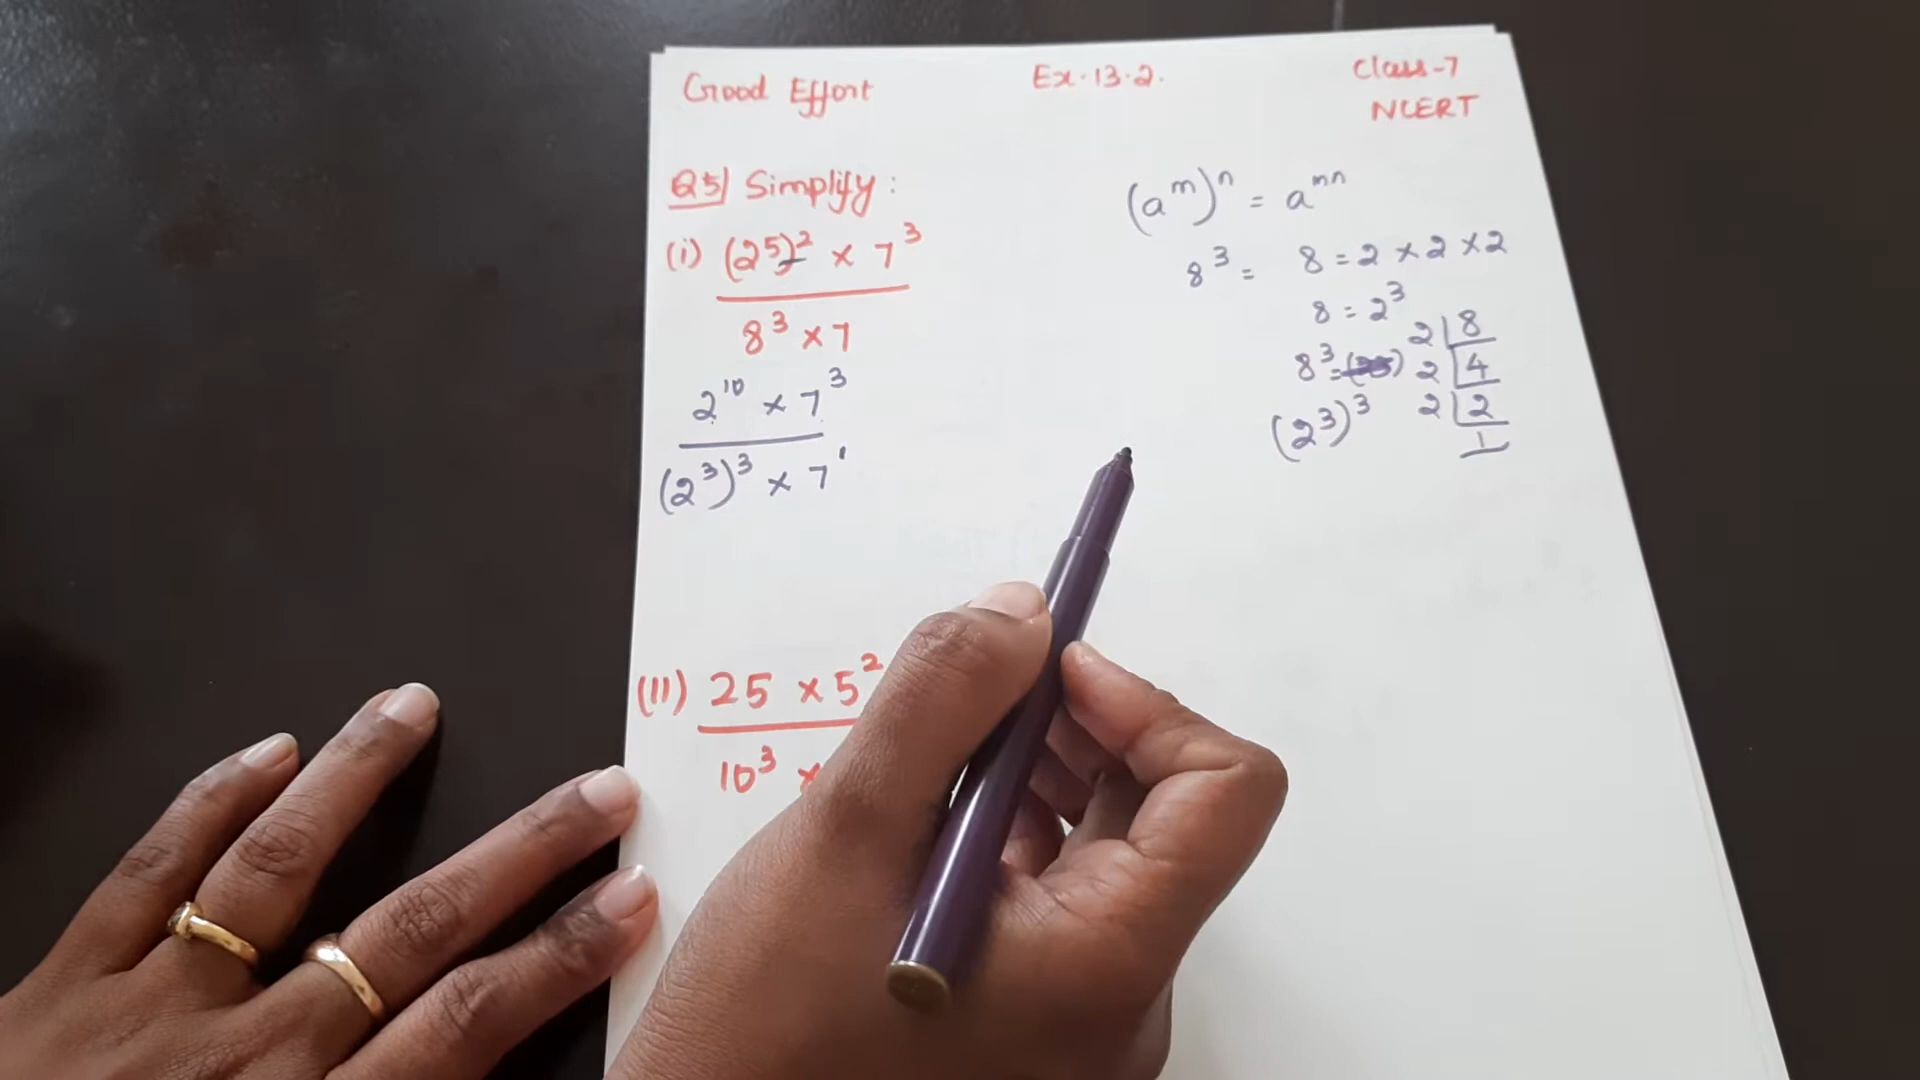 Good Effort Ex.13.2. Class-7
NCERT
Q5) Simplify:
(i) (2⁵)² × 7³
8³ × 7
2¹⁰ × 7³
(2³)³ × 7¹
(II) 25 × 5²
10³ ×
(aᵐ)ⁿ = aᵐⁿ
8³ = 8 = 2 × 2 × 2
8 = 2³
8³ =
(2³)³
2 | 8
2 | 4
2 | 2
1